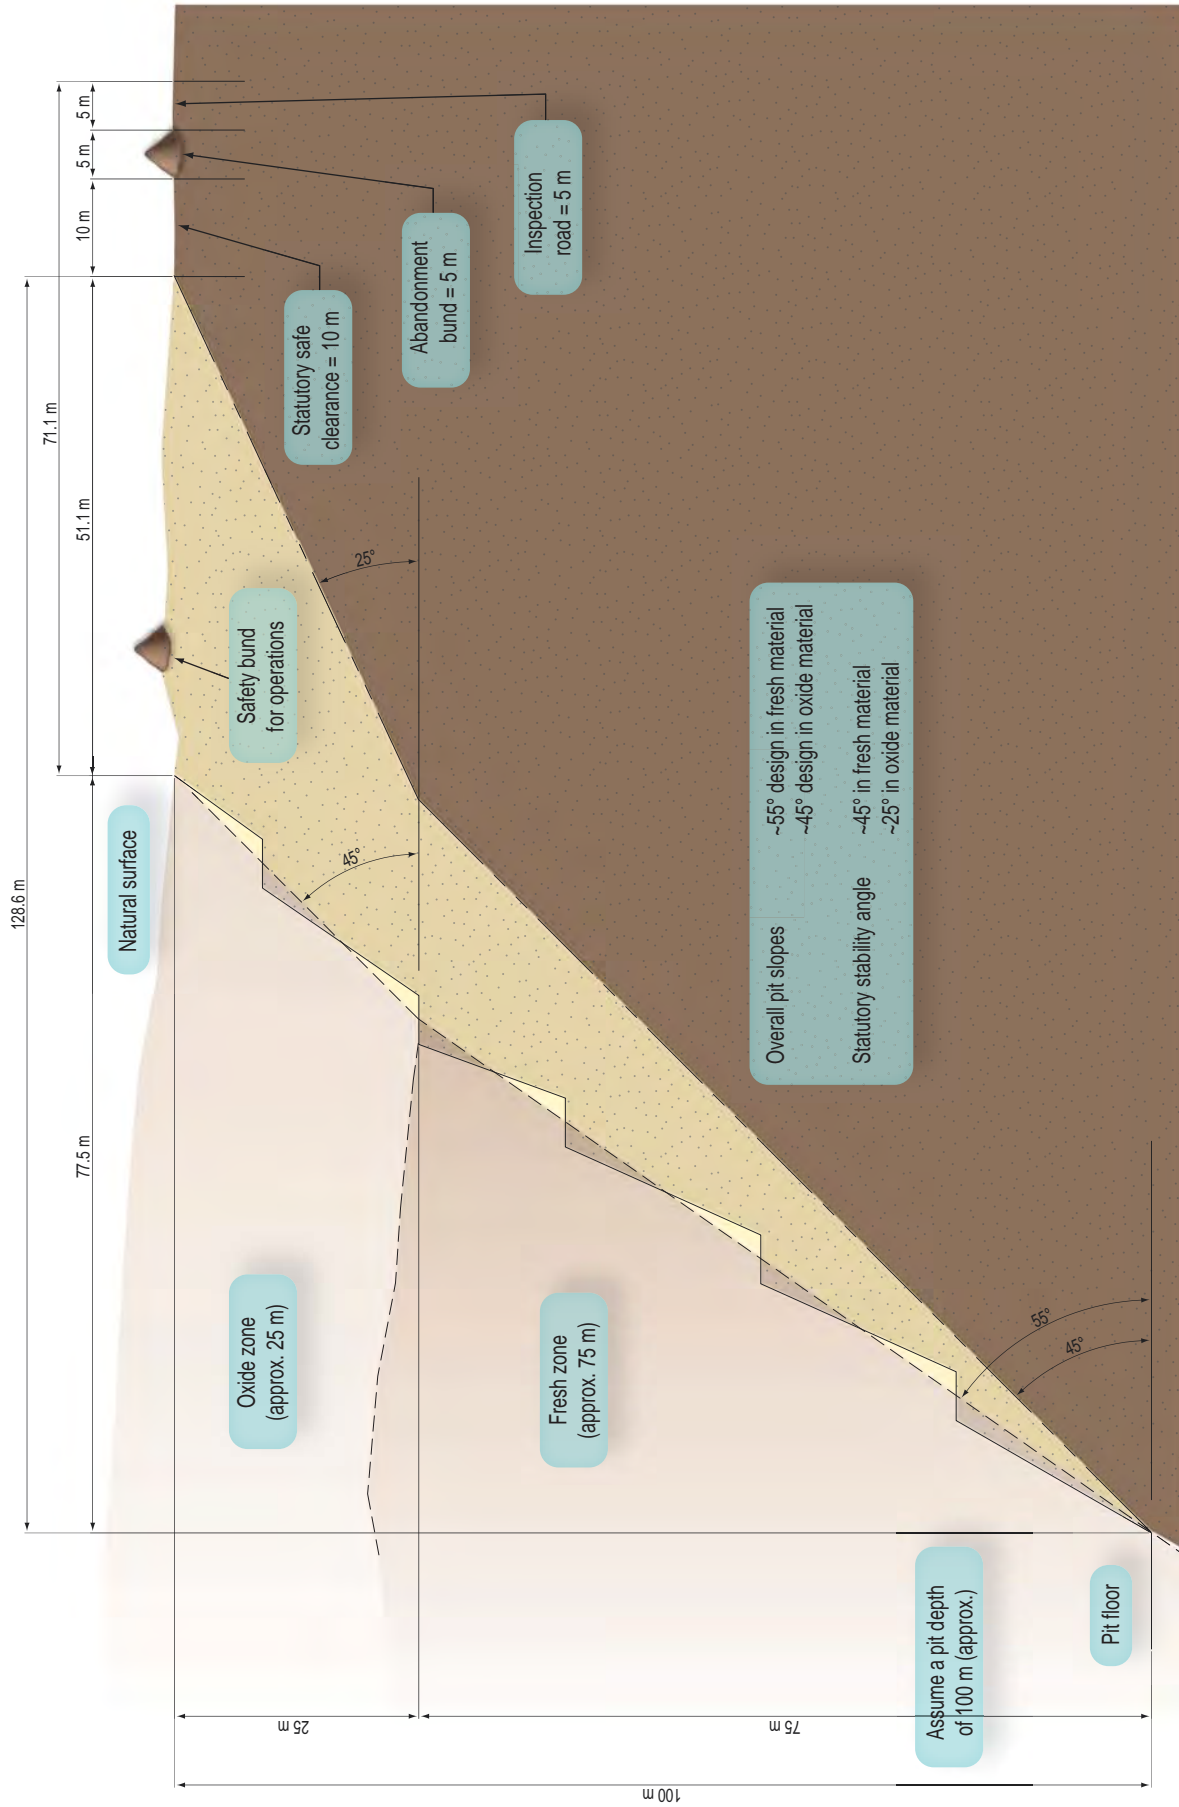 128.6 m
71.1 m
77.5 m
51.1 m
10 m
5 m
5 m
Natural surface
Safety bund
for operations
Statutory safe
clearance = 10 m
Abandonment
bund = 5 m
Inspection
road = 5 m
Oxide zone
(approx. 25 m)
25 m
45°
25°
Fresh zone
(approx. 75 m)
75 m
100 m
Overall pit slopes
~55° design in fresh material
~45° design in oxide material
Statutory stability angle
~45° in fresh material
~25° in oxide material
Assume a pit depth
of 100 m (approx.)
45°
55°
Pit floor